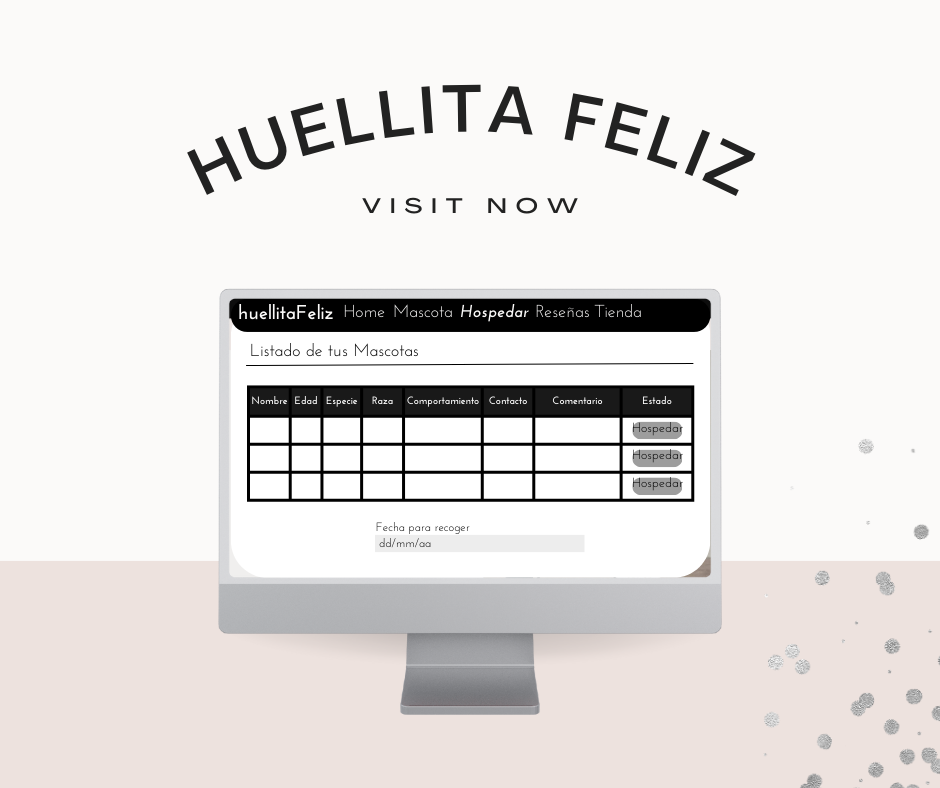 HUELLITA FELIZ
VISIT NOW
huellitaFeliz Home Mascota Hospedar Reseñas Tienda
Listado de tus Mascotas
Nombre Edad Especie Raza Comportamiento Contacto Comentario Estado
Hospedar
Hospedar
Hospedar
Fecha para recoger
dd/mm/aa